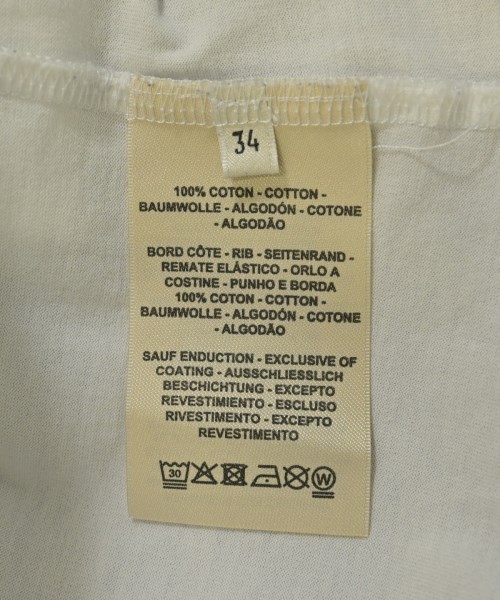 34
100% COTON - COTTON -
BAUMWOLLE - ALGODÓN - COTONE
- ALGODÃO
BORD CÔTE - RIB - SEITENRAND -
REMATE ELÁSTICO - ORLO A
COSTINE - PUNHO E BORDA
100% COTON - COTTON -
BAUMWOLLE - ALGODÓN - COTONE
- ALGODÃO
SAUF ENDUCTION - EXCLUSIVE OF
COATING - AUSSCHLIESSLICH
BESCHICHTUNG - EXCEPTO
REVESTIMIENTO - ESCLUSO
RIVESTIMENTO - EXCEPTO
REVESTIMENTO
30 W